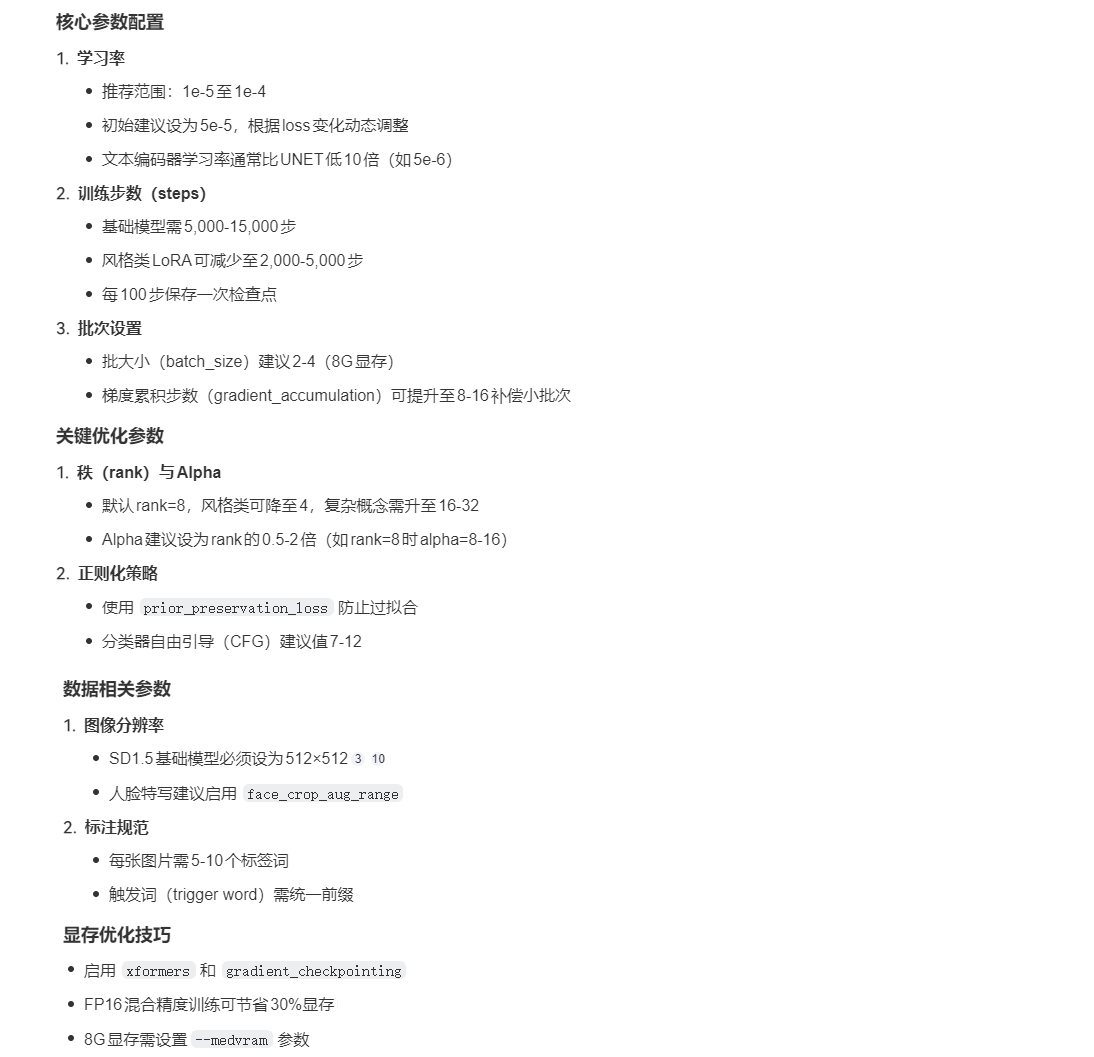 核心参数配置
1. 学习率
• 推荐范围：1e-5至1e-4
• 初始建议设为5e-5，根据loss变化动态调整
• 文本编码器学习率通常比UNET低10倍（如5e-6）
2. 训练步数（steps）
• 基础模型需5,000-15,000步
• 风格类LoRA可减少至2,000-5,000步
• 每100步保存一次检查点
3. 批次设置
• 批大小（batch_size）建议2-4（8G显存）
• 梯度累积步数（gradient_accumulation）可提升至8-16补偿小批次
关键优化参数
1. 秩（rank）与Alpha
• 默认rank=8，风格类可降至4，复杂概念需升至16-32
• Alpha建议设为rank的0.5-2倍（如rank=8时alpha=8-16）
2. 正则化策略
• 使用 prior_preservation_loss 防止过拟合
• 分类器自由引导（CFG）建议值7-12
数据相关参数
1. 图像分辨率
• SD1.5基础模型必须设为512×512 3 10
• 人脸特写建议启用 face_crop_aug_range
2. 标注规范
• 每张图片需5-10个标签词
• 触发词（trigger word）需统一前缀
显存优化技巧
• 启用 xformers 和 gradient_checkpointing
• FP16混合精度训练可节省30%显存
• 8G显存需设置 --medvram 参数